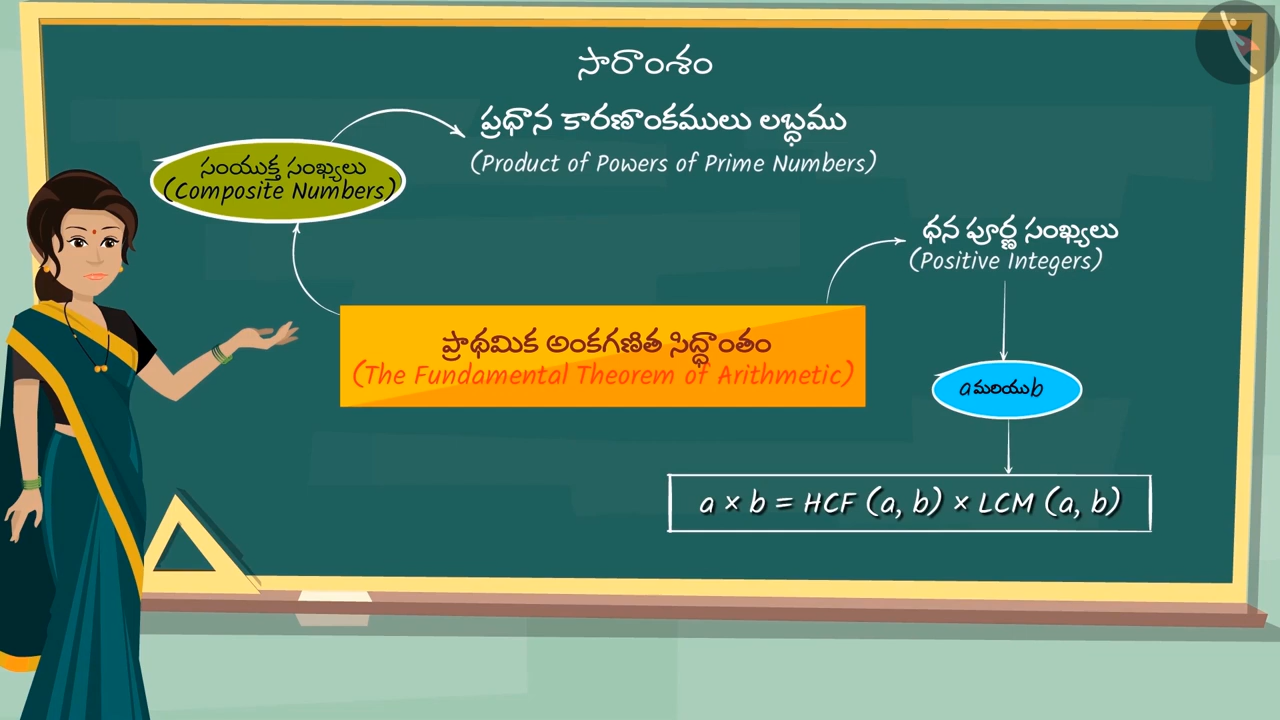 సారాంశం
ప్రధాన కారణాంకములు లబ్ధము
(Product of Powers of Prime Numbers)
సంయుక్త సంఖ్యలు
(Composite Numbers)
ధన పూర్ణ సంఖ్యలు
(Positive Integers)
ప్రాథమిక అంకగణిత సిద్ధాంతం
(The Fundamental Theorem of Arithmetic)
a మరియు b
a × b = HCF (a, b) × LCM (a, b)